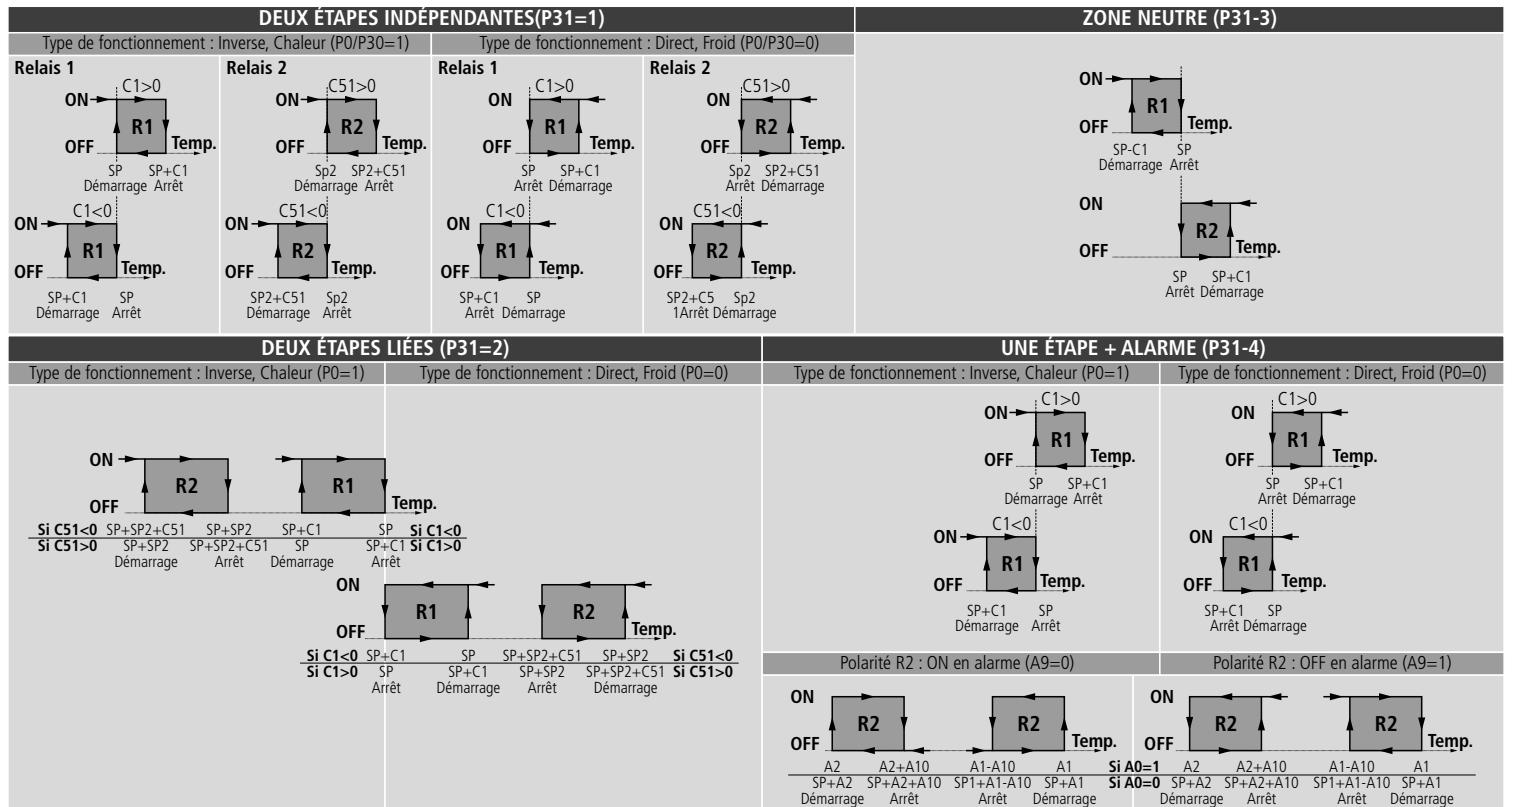 DEUX ÉTAPES INDÉPENDANTES(P31=1)
Type de fonctionnement : Inverse, Chaleur (P0/P30=1)
Type de fonctionnement : Direct, Froid (P0/P30=0)
Relais 1
C1>0
ON
R1
OFF
Temp.
SP SP+C1
Démarrage Arrêt
C1<0
ON
R1
OFF
Temp.
SP+C1 SP
Démarrage Arrêt
Relais 2
C51>0
ON
R2
OFF
Temp.
Sp2 SP2+C51
Démarrage Arrêt
C51<0
ON
R2
OFF
Temp.
SP2+C51 Sp2
Démarrage Arrêt
Relais 1
C1>0
ON
R1
OFF
Temp.
SP SP+C1
Arrêt Démarrage
C1<0
ON
R1
OFF
Temp.
SP+C1 SP
Arrêt Démarrage
Relais 2
C51>0
ON
R2
OFF
Temp.
Sp2 SP2+C51
Arrêt Démarrage
C51<0
ON
R2
OFF
Temp.
SP2+C5 Sp2
1Arrêt Démarrage
ZONE NEUTRE (P31-3)
ON
R1
OFF
Temp.
SP-C1 SP
Démarrage Arrêt
ON
R2
OFF
Temp.
SP SP+C1
Arrêt Démarrage
DEUX ÉTAPES LIÉES (P31=2)
Type de fonctionnement : Inverse, Chaleur (P0=1)
Type de fonctionnement : Direct, Froid (P0=0)
ON
R2 R1
OFF
Temp.
Si C51<0 SP+SP2+C51 SP+SP2 SP+C1 SP Si C1<0
Si C51>0 SP+SP2 SP+SP2+C51 SP SP+C1 Si C1>0
Démarrage Arrêt Démarrage Arrêt
ON
R1 R2
OFF
Temp.
Si C1<0 SP+C1 SP SP+SP2+C51 SP+SP2 Si C51<0
Si C1>0 SP SP+C1 SP+SP2 SP+SP2+C51 Si C51>0
Arrêt Démarrage Arrêt Démarrage
UNE ÉTAPE + ALARME (P31-4)
Type de fonctionnement : Inverse, Chaleur (P0=1)
Type de fonctionnement : Direct, Froid (P0=0)
C1>0
ON
R1
OFF
Temp.
SP SP+C1
Démarrage Arrêt
C1<0
ON
R1
OFF
Temp.
SP+C1 SP
Démarrage Arrêt
C1>0
ON
R1
OFF
Temp.
SP SP+C1
Arrêt Démarrage
C1<0
ON
R1
OFF
Temp.
SP+C1 SP
Arrêt Démarrage
Polarité R2 : ON en alarme (A9=0)
Polarité R2 : OFF en alarme (A9=1)
ON
R2 R2
OFF
Temp.
ON
R2 R2
OFF
Temp.
A2 A2+A10 A1-A10 A1 Si A0=1 A2 A2+A10 A1-A10 A1
SP+A2 SP+A2+A10 SP1+A1-A10 SP+A1 Si A0=0 SP+A2 SP+A2+A10 SP1+A1-A10 SP+A1
Démarrage Arrêt Arrêt Démarrage Démarrage Arrêt Arrêt Démarrage